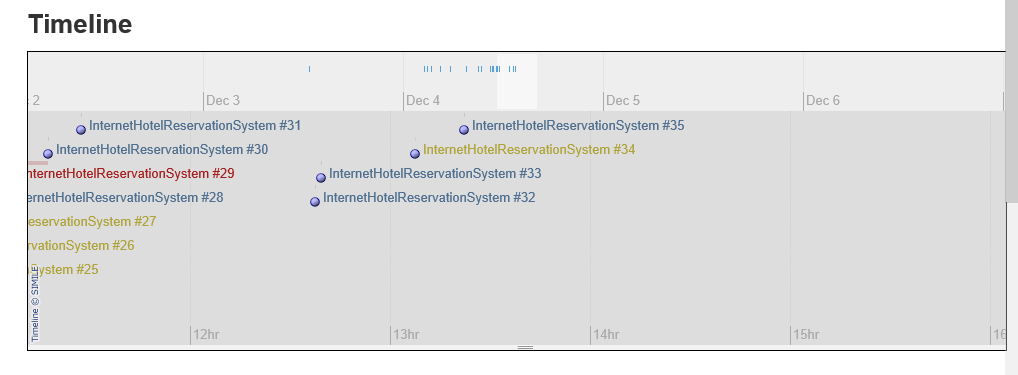 Timeline
2
Dec 3
Dec 4
Dec 5
Dec 6
InternetHotelReservationSystem #31
InternetHotelReservationSystem #35
InternetHotelReservationSystem #30
InternetHotelReservationSystem #34
nternetHotelReservationSystem #29
InternetHotelReservationSystem #33
ernetHotelReservationSystem #28
InternetHotelReservationSystem #32
eservationSystem #27
rvationSystem #26
System #25
Timeline © SIMILE
12hr
13hr
14hr
15hr
16